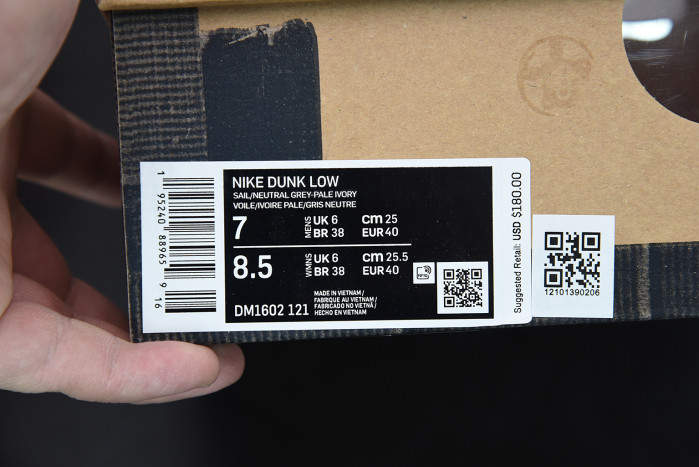 NIKE DUNK LOW
SAIL/NEUTRAL GREY-PALE IVORY
VOILE/IVOIRE PALE/GRIS NEUTRE
7 MENS UK 6 cm 25
BR 38 EUR 40
8.5 WMNS UK 6 cm 25.5
BR 38 EUR 40
DM1602 121
MADE IN VIETNAM /
FABRIQUE AU VIETNAM /
FABRICADO NO VIETNÃ /
HECHO EN VIETNAM
1 95240 88965 9 16
Suggested Retail: USD $180.00
12101390206